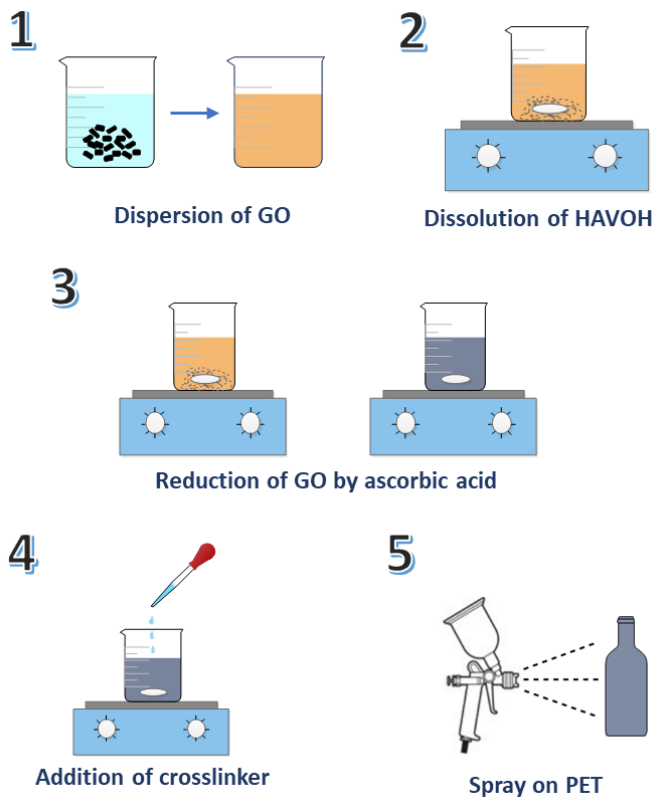 1
Dispersion of GO
2
Dissolution of HAVOH
3
Reduction of GO by ascorbic acid
4
Addition of crosslinker
5
Spray on PET